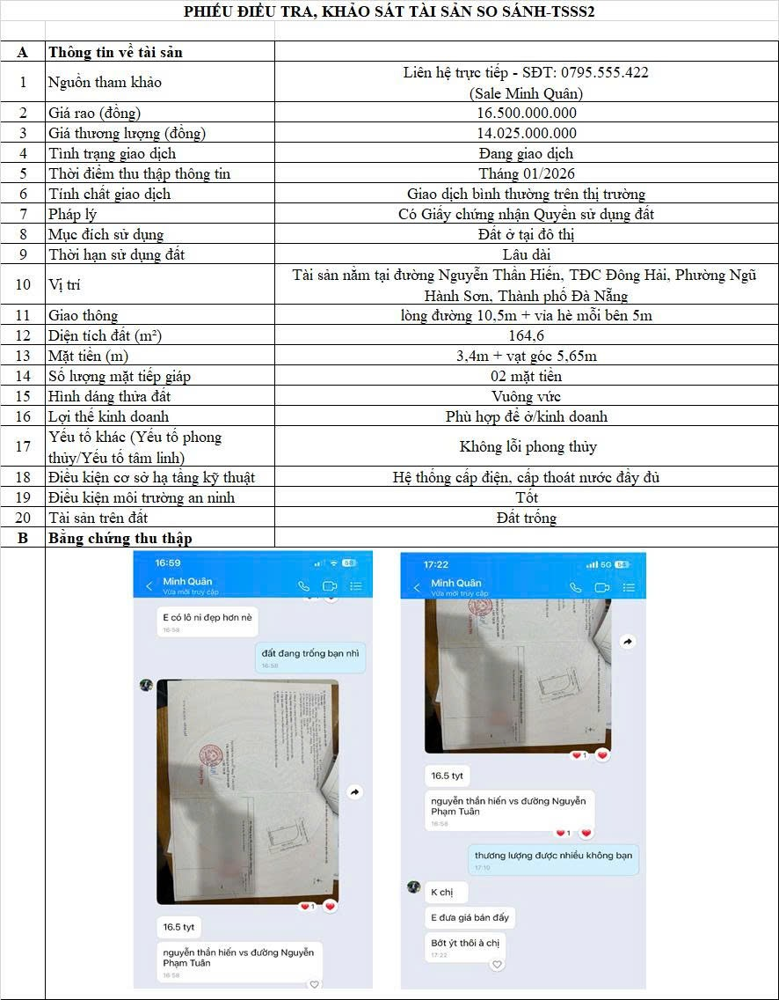 PHIẾU ĐIỀU TRA, KHẢO SÁT TÀI SẢN SO SÁNH-TSSS2
A Thông tin về tài sản
1 Nguồn tham khảo Liên hệ trực tiếp - SĐT: 0795.555.422
(Sale Minh Quân)
2 Giá rao (đồng) 16.500.000.000
3 Giá thương lượng (đồng) 14.025.000.000
4 Tình trạng giao dịch Đang giao dịch
5 Thời điểm thu thập thông tin Tháng 01/2026
6 Tính chất giao dịch Giao dịch bình thường trên thị trường
7 Pháp lý Có Giấy chứng nhận Quyền sử dụng đất
8 Mục đích sử dụng Đất ở tại đô thị
9 Thời hạn sử dụng đất Lâu dài
10 Vị trí Tài sản nằm tại đường Nguyễn Thần Hiến, TĐC Đông Hải, Phường Ngũ
Hành Sơn, Thành phố Đà Nẵng
11 Giao thông lòng đường 10,5m + vỉa hè mỗi bên 5m
12 Diện tích đất (m²) 164,6
13 Mặt tiền (m) 3,4m + vạt góc 5,65m
14 Số lượng mặt tiếp giáp 02 mặt tiền
15 Hình dáng thửa đất Vuông vức
16 Lợi thế kinh doanh Phù hợp để ở/kinh doanh
17 Yếu tố khác (Yếu tố phong
thủy/Yếu tố tâm linh) Không lỗi phong thủy
18 Điều kiện cơ sở hạ tầng kỹ thuật Hệ thống cấp điện, cấp thoát nước đầy đủ
19 Điều kiện môi trường an ninh Tốt
20 Tài sản trên đất Đất trống
B Bằng chứng thu thập
16:59 58
Minh Quân
Vừa mới truy cập
E có lô ni đẹp hơn nè
16:58
đất đang trống bạn nhỉ
16:58
1
16.5 tyt
nguyễn thần hiến vs đường Nguyễn
Phạm Tuân
16:58
17:22 5G 54
Minh Quân
Vừa mới truy cập
1
16.5 tyt
nguyễn thần hiến vs đường Nguyễn
Phạm Tuân
16:58
1
thương lượng được nhiều không bạn
17:10
K chị
E đưa giá bán đấy
Bớt ýt thôi à chị
17:22